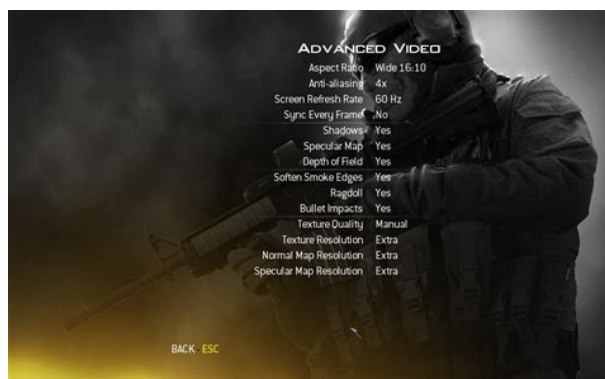 ADVANCED VIDEO
Aspect Ratio Wide 16:10
Anti-aliasing 4x
Screen Refresh Rate 60 Hz
Sync Every Frame No
Shadows Yes
Specular Map Yes
Depth of Field Yes
Soften Smoke Edges Yes
Ragdoll Yes
Bullet Impacts Yes
Texture Quality Manual
Texture Resolution Extra
Normal Map Resolution Extra
Specular Map Resolution Extra
BACK - ESC